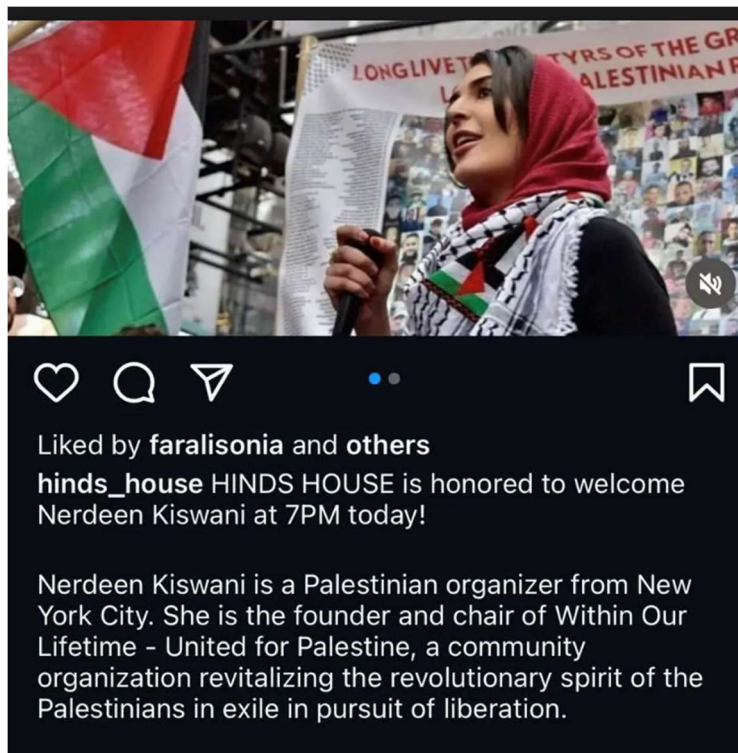 LONG LIVE T TYRS OF THE GR
ALESTINIAN
Liked by faralisonia and others
hinds_house HINDS HOUSE is honored to welcome
Nerdeen Kiswani at 7PM today!
Nerdeen Kiswani is a Palestinian organizer from New
York City. She is the founder and chair of Within Our
Lifetime - United for Palestine, a community
organization revitalizing the revolutionary spirit of the
Palestinians in exile in pursuit of liberation.